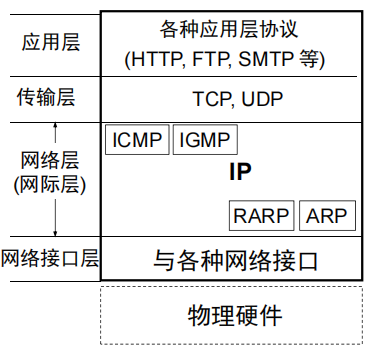 应用层
各种应用层协议
(HTTP, FTP, SMTP 等)
传输层
TCP, UDP
网络层
(网际层)
ICMP
IGMP
IP
RARP
ARP
网络接口层
与各种网络接口
物理硬件